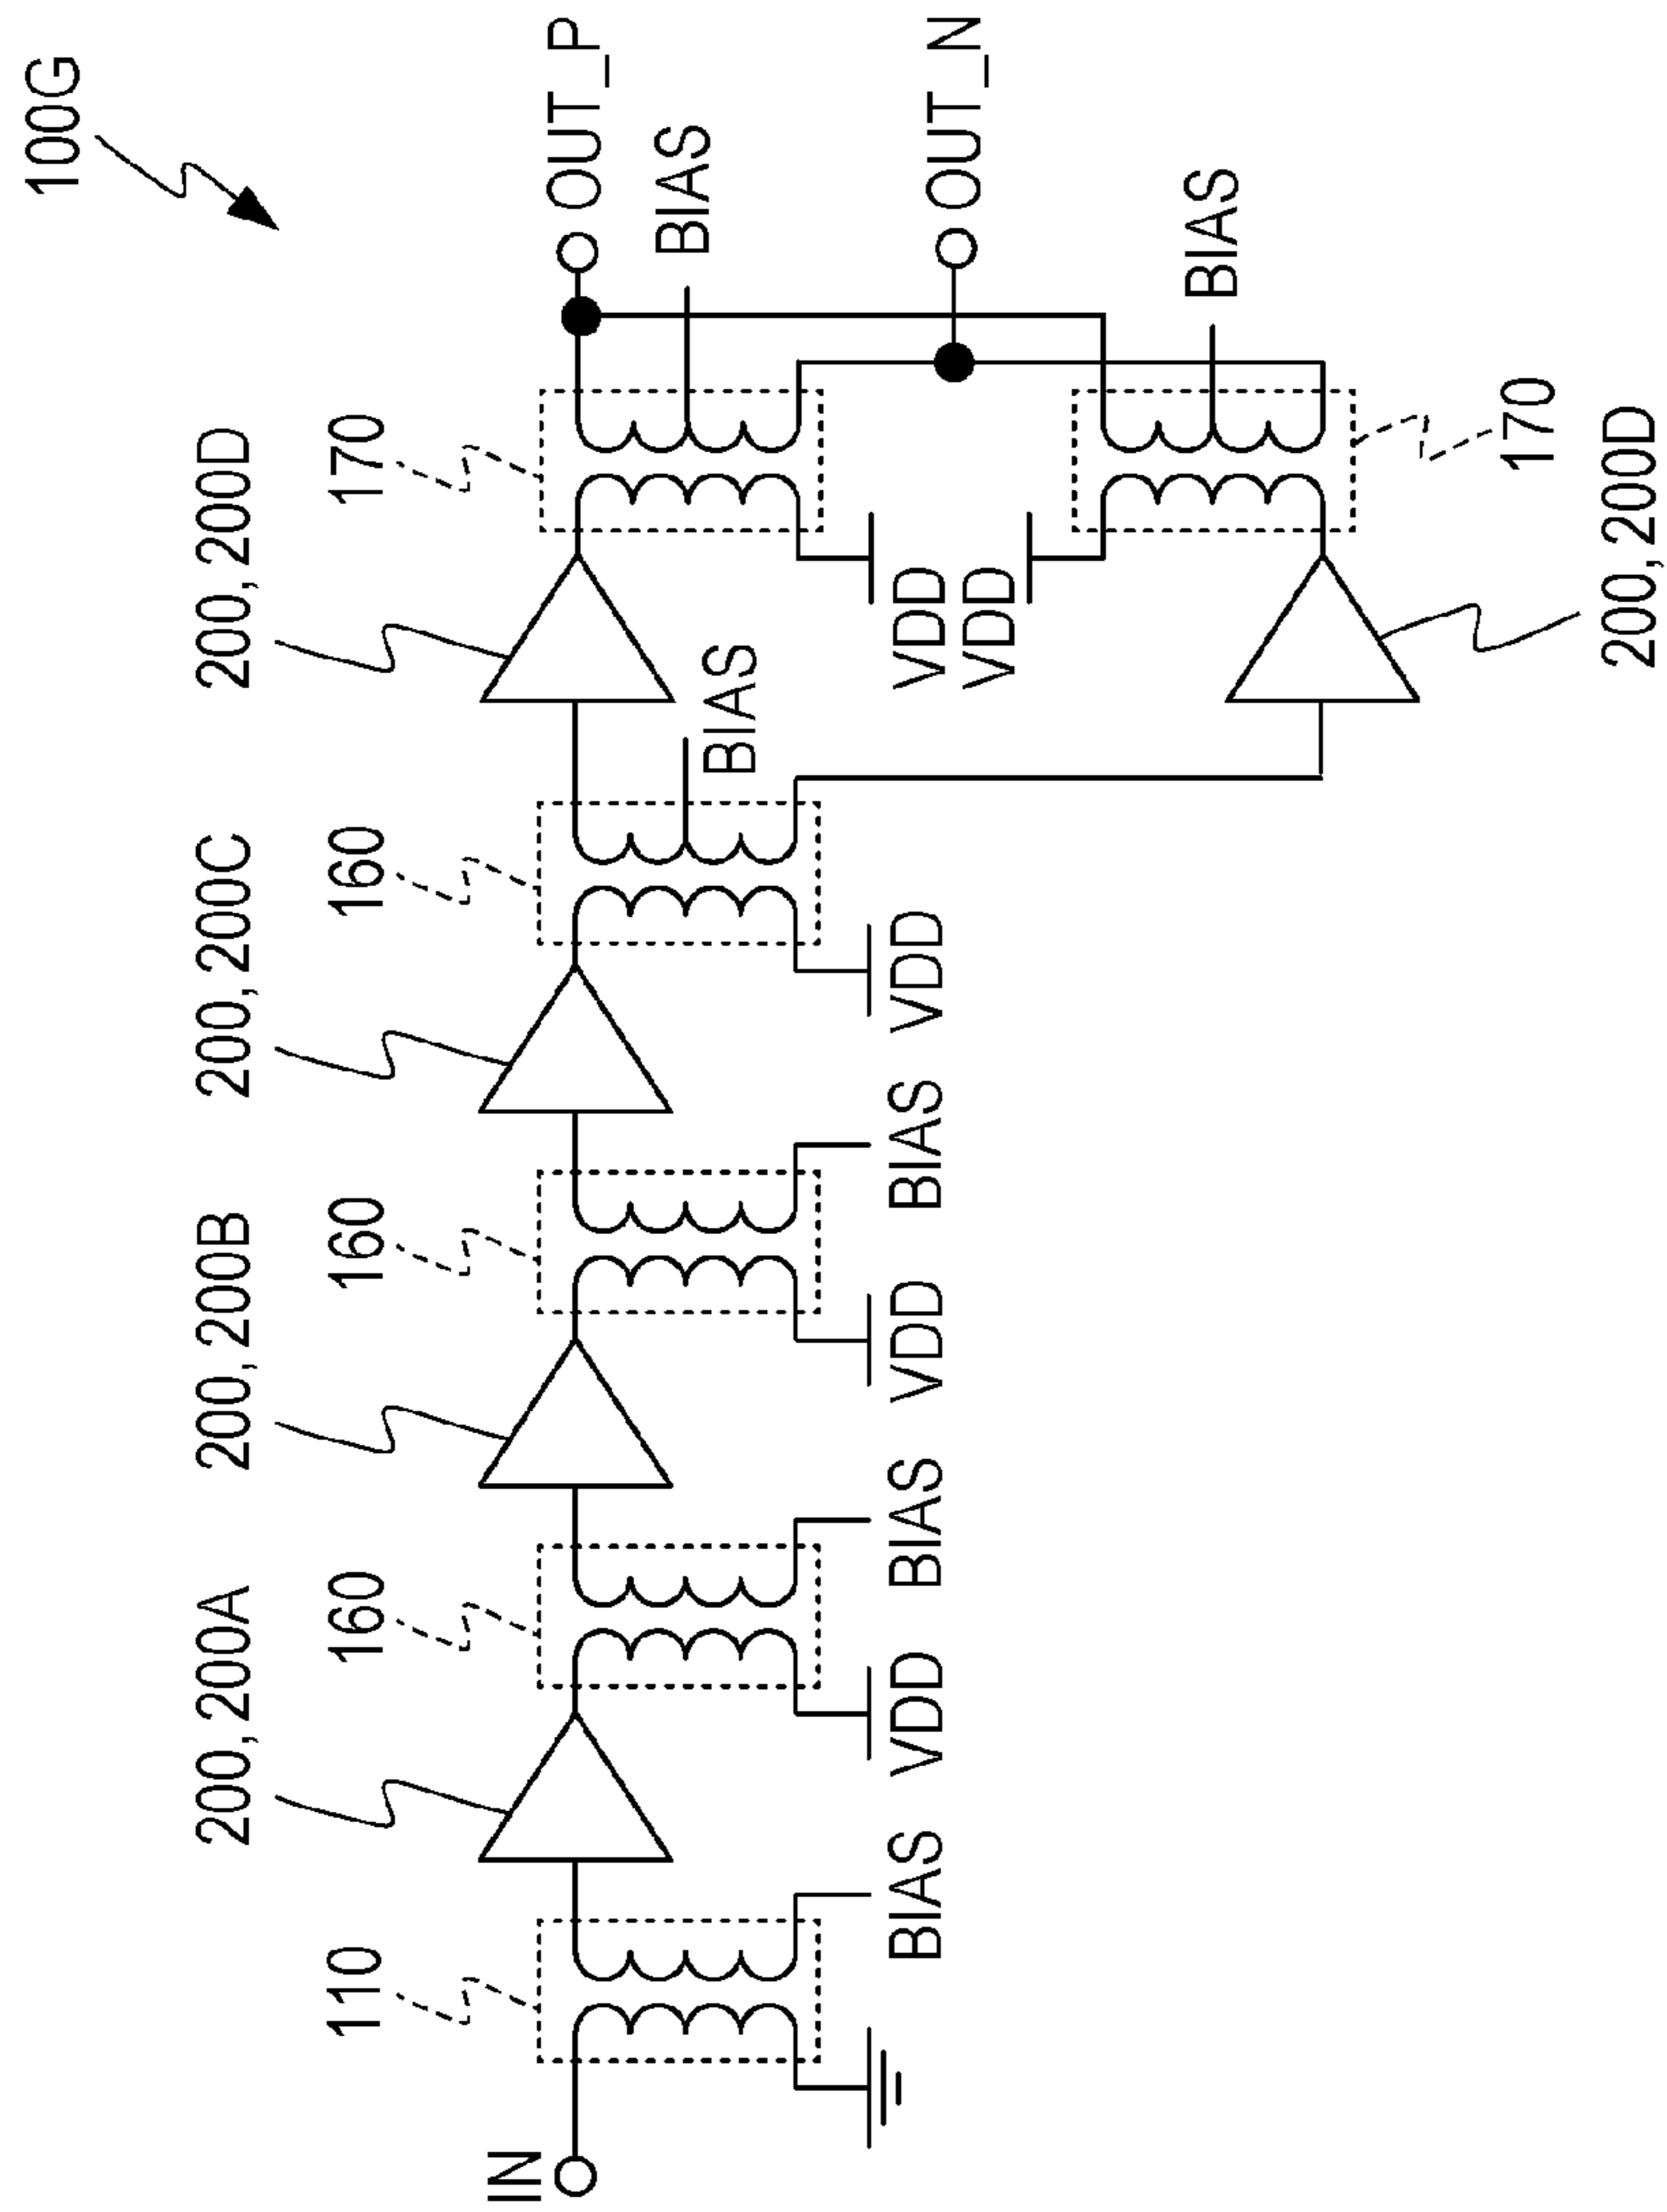 100G
200,200A
200,200B
200,200C
200,200D
110
160
160
160
170
IN
OUT_P
BIAS
BIAS
BIAS
VDD
BIAS
VDD
BIAS
VDD
VDD
VDD
OUT_N
BIAS
170
200,200D